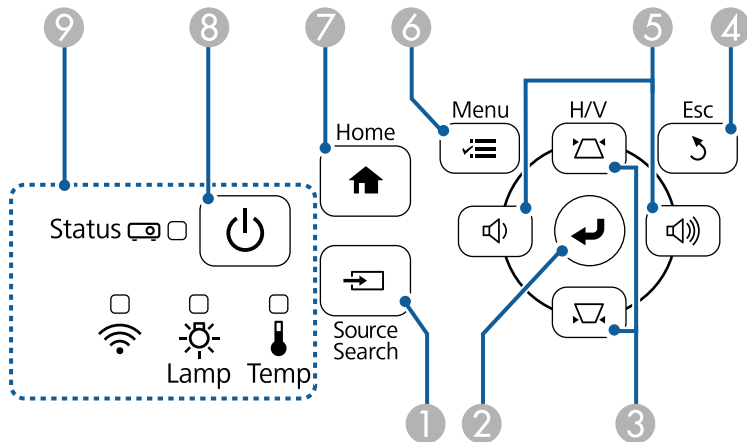 9 8 7 6 5 4
Menu H/V Esc
Home
Status
Source
Search
Lamp Temp
1 2 3